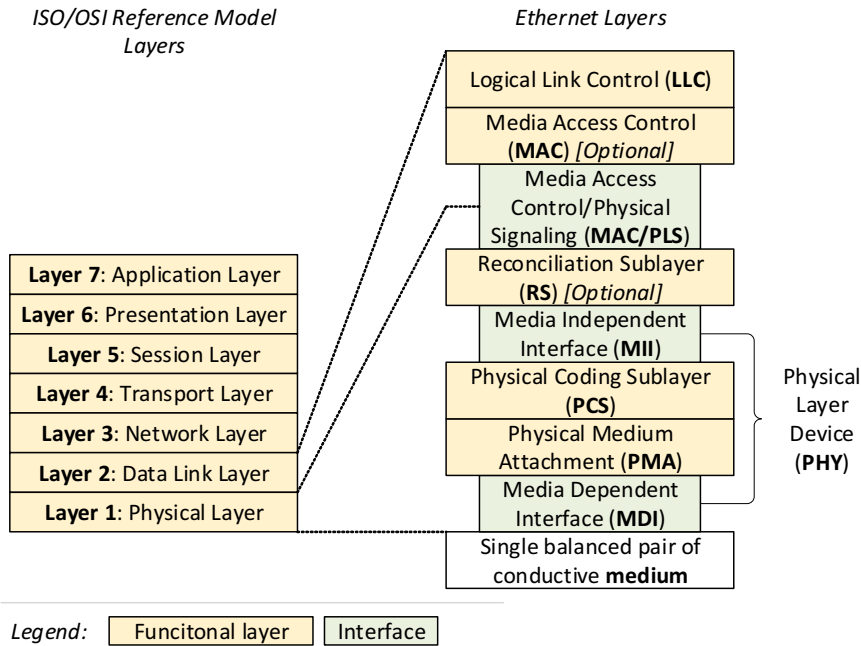 ISO/OSI Reference Model
Layers
Ethernet Layers
Logical Link Control (LLC)
Media Access Control
(MAC) [Optional]
Media Access
Control/Physical
Signaling (MAC/PLS)
Reconciliation Sublayer
(RS) [Optional]
Media Independent
Interface (MII)
Physical Coding Sublayer
(PCS)
Physical Medium
Attachment (PMA)
Media Dependent
Interface (MDI)
Single balanced pair of
conductive medium
Physical
Layer
Device
(PHY)
Layer 7: Application Layer
Layer 6: Presentation Layer
Layer 5: Session Layer
Layer 4: Transport Layer
Layer 3: Network Layer
Layer 2: Data Link Layer
Layer 1: Physical Layer
Legend:
Funcitonal layer
Interface